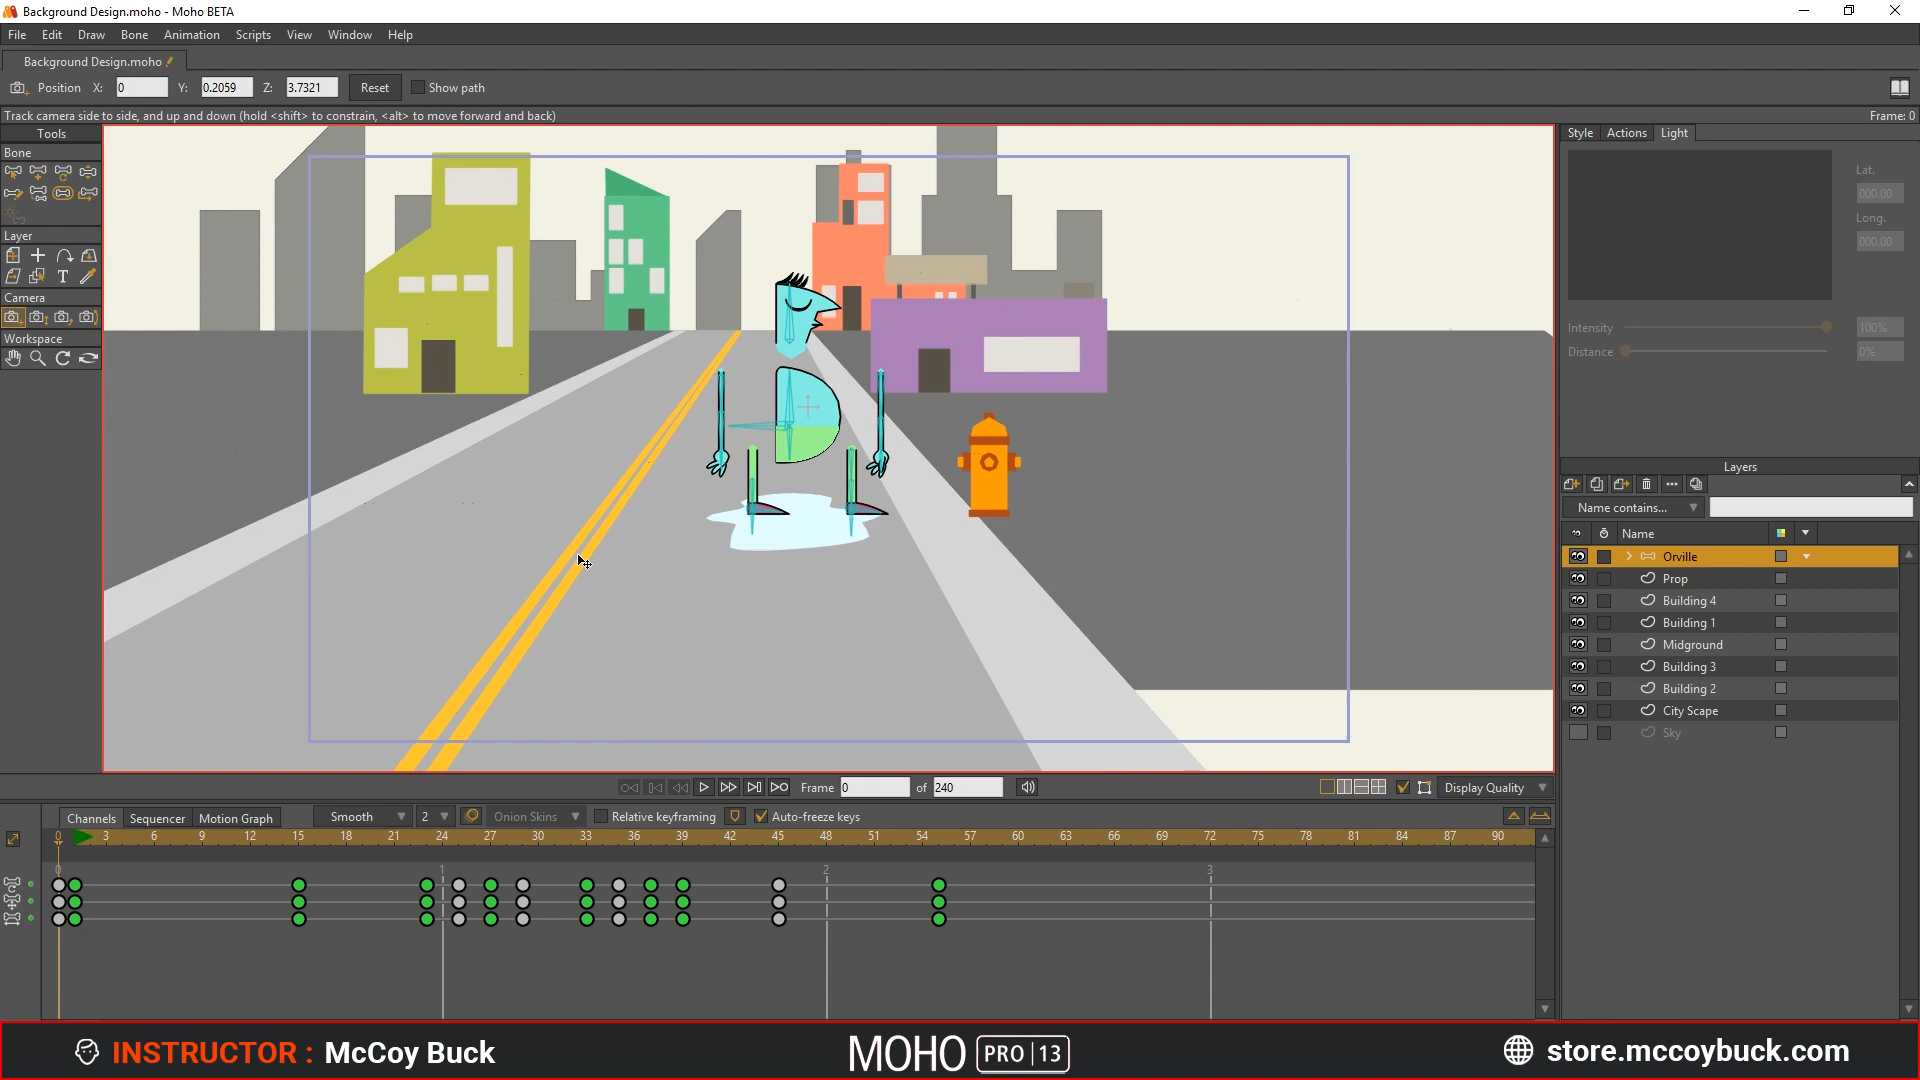 Background Design.moho - Moho BETA
File Edit Draw Bone Animation Scripts View Window Help
Background Design.moho
Position X: 0 Y: 0.2059 Z: 3.7321 Reset Show path
Track camera side to side, and up and down (hold <shift> to constrain, <alt> to move forward and back) Frame: 0
Tools
Bone
Layer
T
Camera
Workspace
Style Actions Light
Lat.
000.00
Long.
000.00
Intensity 100%
Distance 0%
Layers
Name contains...
Name
Orville
Prop
Building 4
Building 1
Midground
Building 3
Building 2
City Scape
Sky
Frame 0 of 240 Display Quality
Channels Sequencer Motion Graph Smooth 2 Onion Skins Relative keyframing Auto-freeze keys
0 3 6 9 12 15 18 21 24 27 30 33 36 39 42 45 48 51 54 57 60 63 66 69 72 75 78 81 84 87 90
0 1 2 3
INSTRUCTOR : McCoy Buck MOHO PRO 13 store.mccoybuck.com